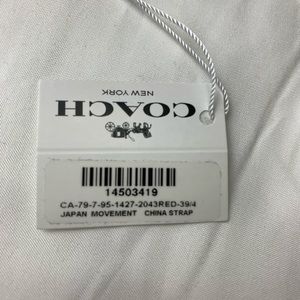 COACH
NEW YORK
14503419
CA-79-7-95-1427-2043RED-39/4
JAPAN MOVEMENT CHINA STRAP